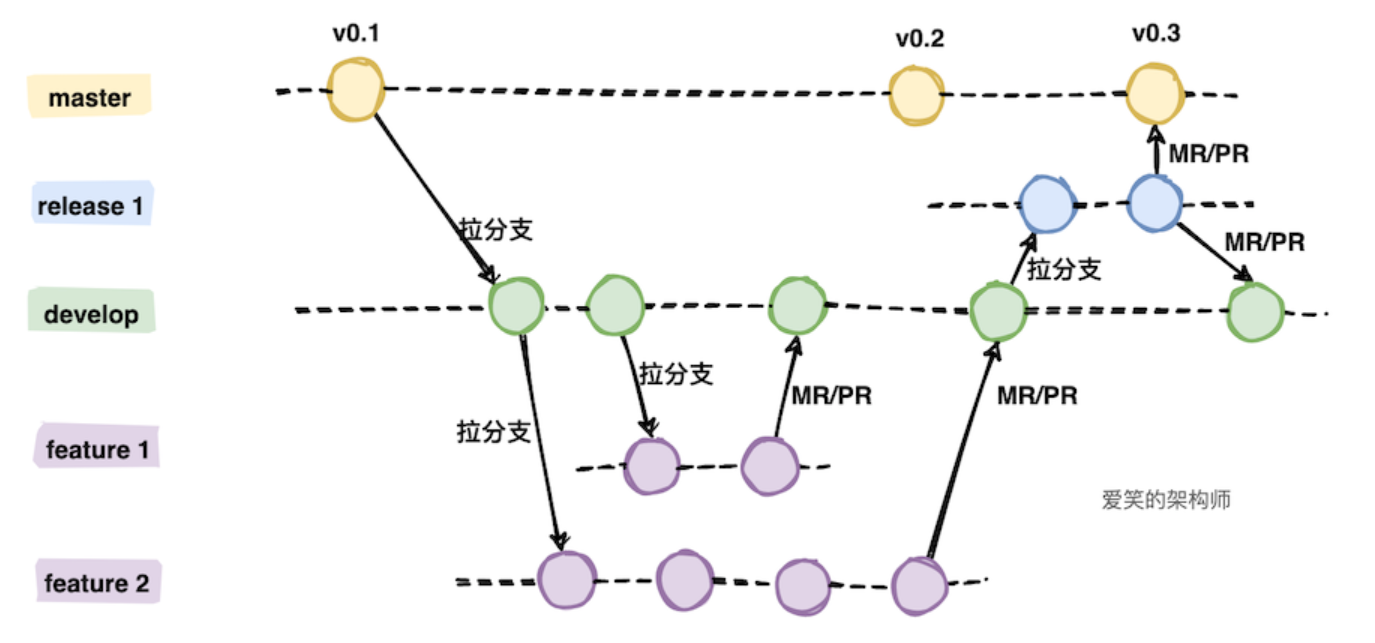 v0.1
v0.2
v0.3
master
MR/PR
release 1
拉分支
MR/PR
拉分支
develop
拉分支
MR/PR
MR/PR
拉分支
feature 1
爱笑的架构师
feature 2